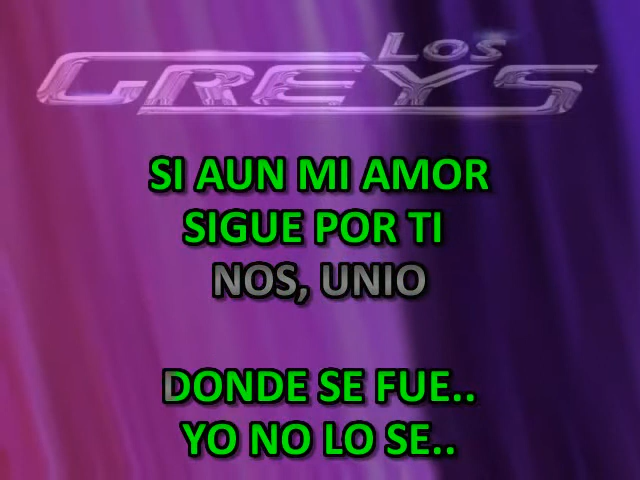 LOS
GREYS
SI AUN MI AMOR
SIGUE POR TI
NOS, UNIO
DONDE SE FUE..
YO NO LO SE..